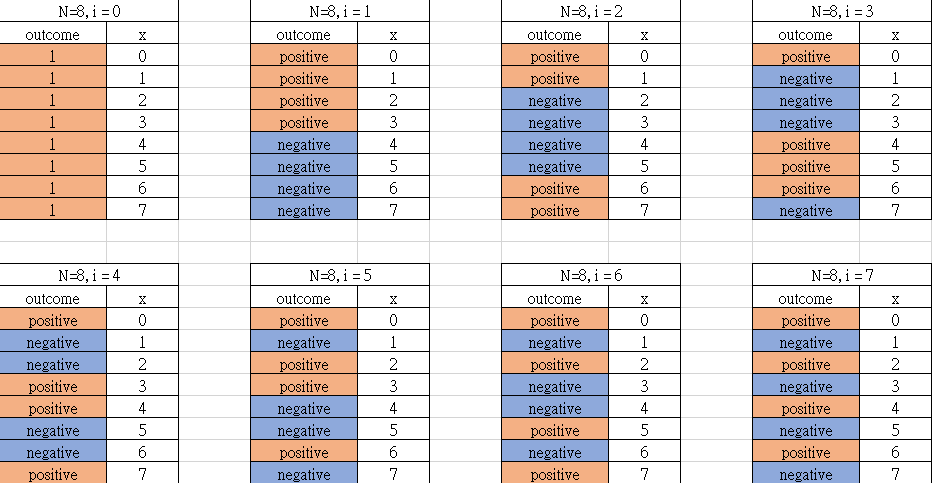 N=8, i = 0 N=8, i = 1 N=8, i = 2 N=8, i = 3
outcome x outcome x outcome x outcome x
1 0 positive 0 positive 0 positive 0
1 1 positive 1 positive 1 negative 1
1 2 positive 2 negative 2 negative 2
1 3 positive 3 negative 3 negative 3
1 4 negative 4 negative 4 positive 4
1 5 negative 5 negative 5 positive 5
1 6 negative 6 positive 6 positive 6
1 7 negative 7 positive 7 negative 7
N=8, i = 4 N=8, i = 5 N=8, i = 6 N=8, i = 7
outcome x outcome x outcome x outcome x
positive 0 positive 0 positive 0 positive 0
negative 1 negative 1 negative 1 negative 1
negative 2 positive 2 positive 2 positive 2
positive 3 positive 3 negative 3 negative 3
positive 4 negative 4 negative 4 positive 4
negative 5 negative 5 positive 5 negative 5
negative 6 positive 6 negative 6 positive 6
positive 7 negative 7 positive 7 negative 7